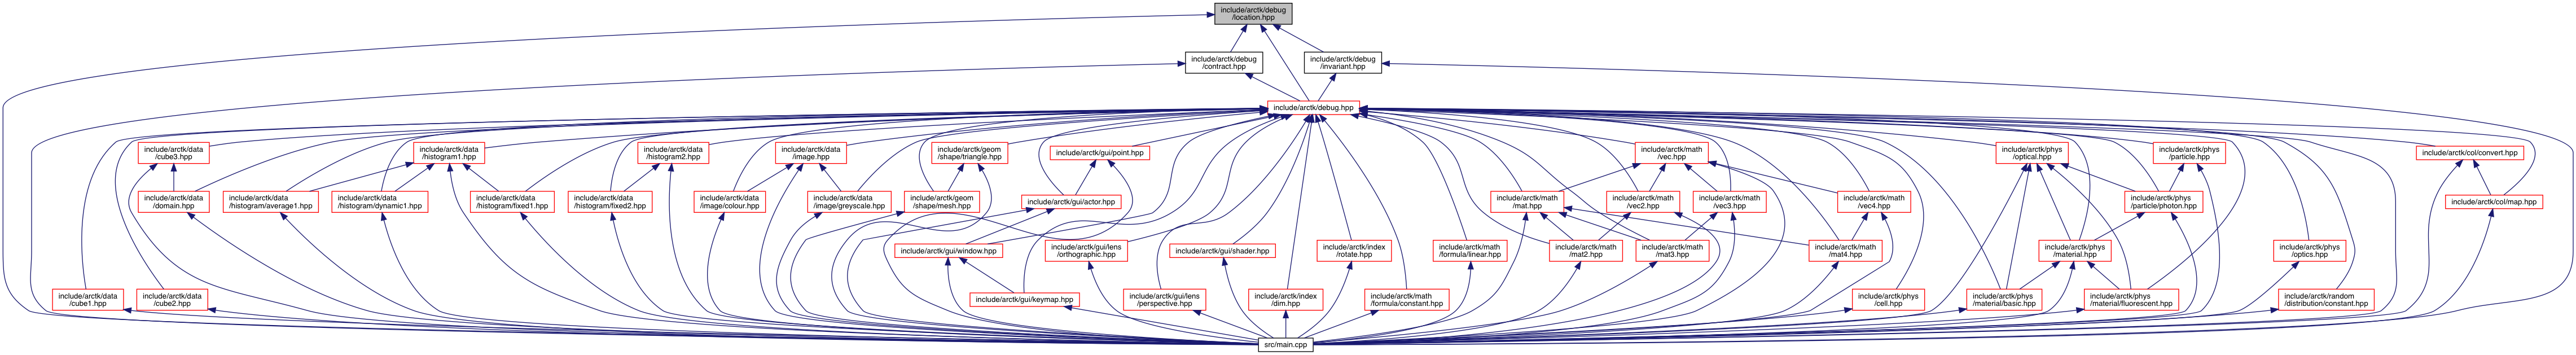 include/arctk/debug
/location.hpp
include/arctk/debug
/contract.hpp
include/arctk/debug
/invariant.hpp
include/arctk/debug.hpp
include/arctk/data
/cube3.hpp
include/arctk/data
/histogram1.hpp
include/arctk/data
/histogram2.hpp
include/arctk/data
/image.hpp
include/arctk/geom
/shape/triangle.hpp
include/arctk/gui/point.hpp
include/arctk/math
/vec.hpp
include/arctk/phys
/optical.hpp
include/arctk/phys
/particle.hpp
include/arctk/col/convert.hpp
include/arctk/data
/domain.hpp
include/arctk/data
/histogram/average1.hpp
include/arctk/data
/histogram/dynamic1.hpp
include/arctk/data
/histogram/fixed1.hpp
include/arctk/data
/histogram/fixed2.hpp
include/arctk/data
/image/colour.hpp
include/arctk/data
/image/greyscale.hpp
include/arctk/geom
/shape/mesh.hpp
include/arctk/gui/actor.hpp
include/arctk/math
/mat.hpp
include/arctk/math
/vec2.hpp
include/arctk/math
/vec3.hpp
include/arctk/math
/vec4.hpp
include/arctk/phys
/particle/photon.hpp
include/arctk/col/map.hpp
include/arctk/gui/window.hpp
include/arctk/gui/lens
/orthographic.hpp
include/arctk/gui/shader.hpp
include/arctk/index
/rotate.hpp
include/arctk/math
/formula/linear.hpp
include/arctk/math
/mat2.hpp
include/arctk/math
/mat3.hpp
include/arctk/math
/mat4.hpp
include/arctk/phys
/material.hpp
include/arctk/phys
/optics.hpp
include/arctk/data
/cube1.hpp
include/arctk/data
/cube2.hpp
include/arctk/gui/keymap.hpp
include/arctk/gui/lens
/perspective.hpp
include/arctk/index
/dim.hpp
include/arctk/math
/formula/constant.hpp
include/arctk/phys
/cell.hpp
include/arctk/phys
/material/basic.hpp
include/arctk/phys
/material/fluorescent.hpp
include/arctk/random
/distribution/constant.hpp
src/main.cpp